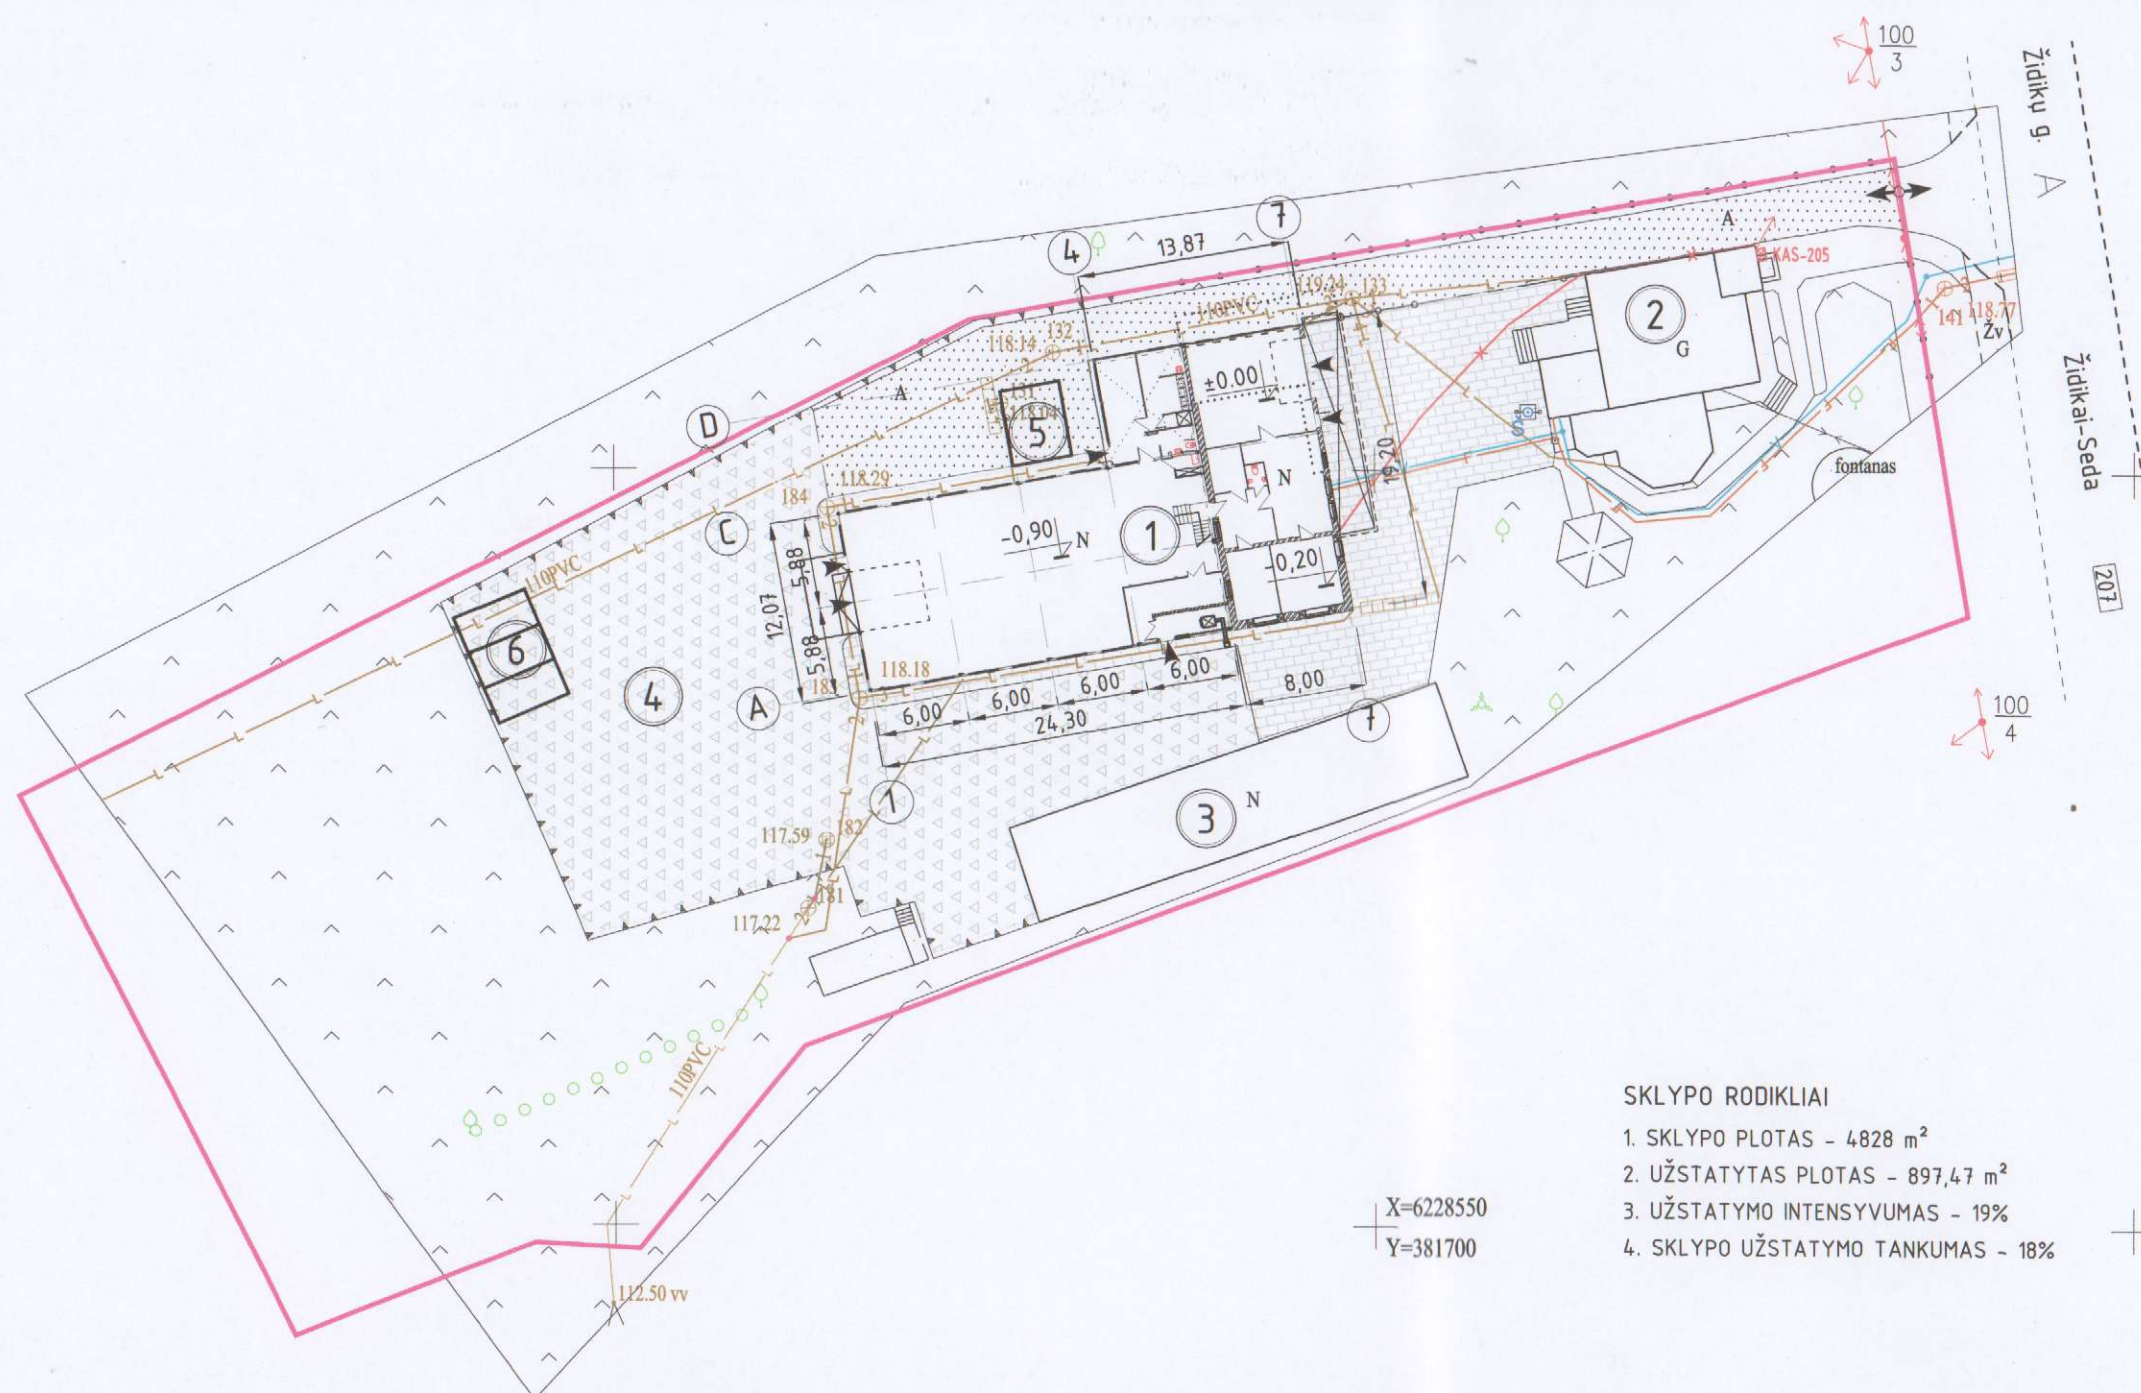 100
3
Židikų g.
A
7
4
13,87
A
KAS-205
119.24
133
110PVC
132
118.14
2
G
141
118.77
Žv
Židikai-Seda
±0.00
A
131
118.04
5
D
19,20
fontanas
118.29
184
N
C
-0,90
N
1
5,88
-0,20
207
110PVC
12,07
6
5,88
118.18
6,00
8,00
4
183
A
6,00
6,00
6,00
24,30
7
100
4
1
3
N
117.59
182
181
117.22
110PVC
SKLYPO RODIKLIAI
1. SKLYPO PLOTAS - 4828 m²
2. UŽSTATYTAS PLOTAS - 897,47 m²
3. UŽSTATYMO INTENSYVUMAS - 19%
4. SKLYPO UŽSTATYMO TANKUMAS - 18%
X=6228550
Y=381700
112.50 vv